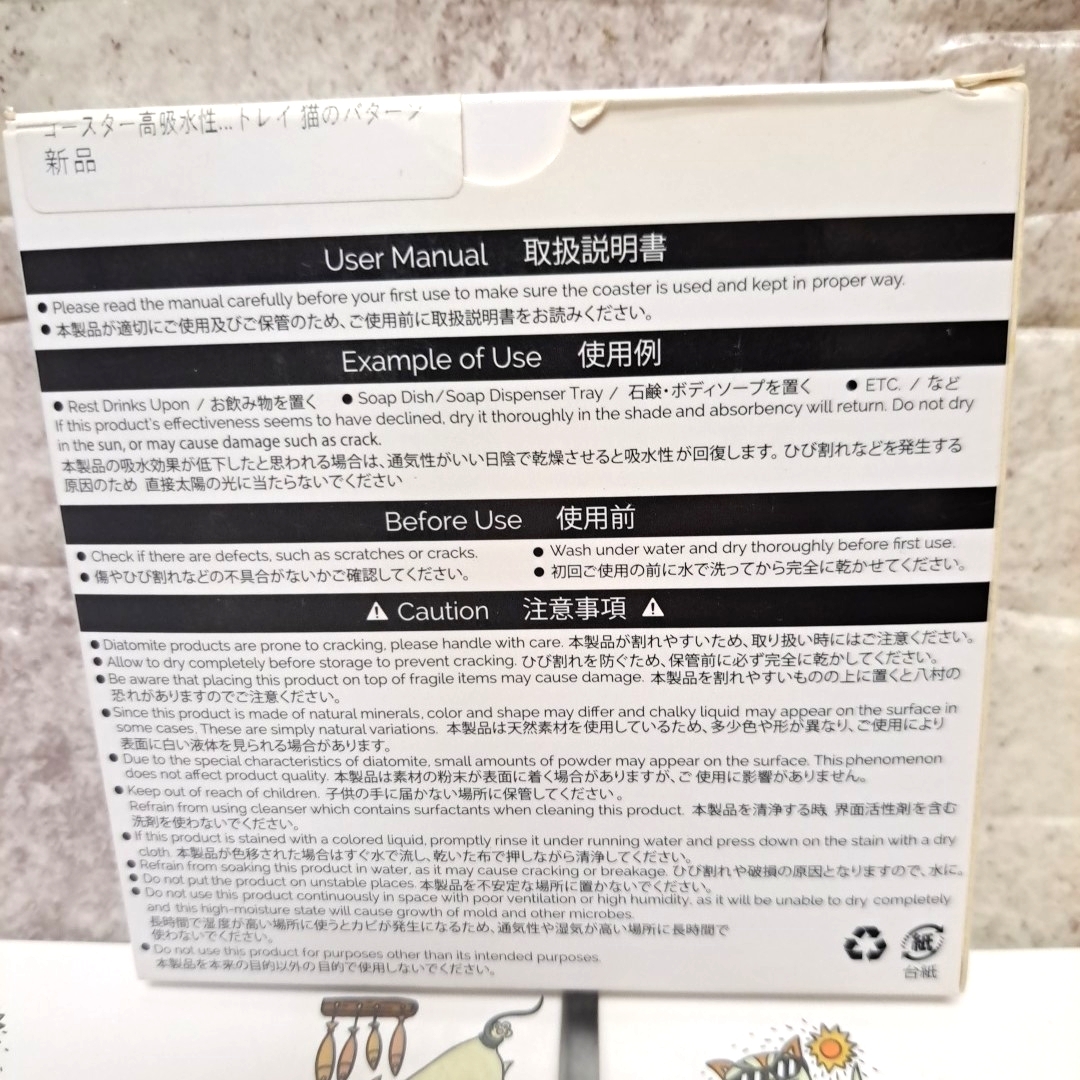 コースター高吸水性...トレイ 猫のパターン
新品
User Manual 取扱説明書
● Please read the manual carefully before your first use to make sure the coaster is used and kept in proper way.
● 本製品が適切にご使用及びご保管のため、ご使用前に取扱説明書をお読みください。
Example of Use 使用例
● Rest Drinks Upon / お飲み物を置く ● Soap Dish/Soap Dispenser Tray / 石鹸・ボディソープを置く ● ETC. / など
If this product's effectiveness seems to have declined, dry it thoroughly in the shade and absorbency will return. Do not dry
in the sun, or may cause damage such as crack.
本製品の吸水効果が低下したと思われる場合は、通気性がいい日陰で乾燥させると吸水性が回復します。ひび割れなどを発生する
原因のため 直接太陽の光に当たらないでください
Before Use 使用前
● Check if there are defects, such as scratches or cracks. ● Wash under water and dry thoroughly before first use.
● 傷やひび割れなどの不具合がないかご確認してください。 ● 初回ご使用の前に水で洗ってから完全に乾かせてください。
⚠ Caution 注意事項 ⚠
● Diatomite products are prone to cracking, please handle with care. 本製品が割れやすいため、取り扱い時にはご注意ください。
● Allow to dry completely before storage to prevent cracking. ひび割れを防ぐため、保管前に必ず完全に乾かしてください。
● Be aware that placing this product on top of fragile items may cause damage. 本製品を割れやすいものの上に置くと八村の
恐れがありますのでご注意ください。
● Since this product is made of natural minerals, color and shape may differ and chalky liquid may appear on the surface in
some cases. These are simply natural variations. 本製品は天然素材を使用しているため、多少色や形が異なり、ご使用により
表面に白い液体を見られる場合があります。
● Due to the special characteristics of diatomite, small amounts of powder may appear on the surface. This phenomenon
does not affect product quality. 本製品は素材の粉末が表面に着く場合がありますが、ご 使用に影響がありません。
● Keep out of reach of children. 子供の手に届かない場所に保管してください。
Refrain from using cleanser which contains surfactants when cleaning this product. 本製品を清浄する時、界面活性剤を含む
洗剤を使わないでください。
● If this product is stained with a colored liquid, promptly rinse it under running water and press down on the stain with a dry
cloth. 本製品が色移された場合はすぐ水で流し、乾いた布で押しながら清浄してください。
● Refrain from soaking this product in water, as it may cause cracking or breakage. ひび割れや破損の原因となりますので、水に。
● Do not put the product on unstable places. 本製品を不安定な場所に置かないでください。
● Do not use this product continuously in space with poor ventilation or high humidity, as it will be unable to dry completely
and this high-moisture state will cause growth of mold and other microbes.
長時間で湿度が高い場所に使うとカビが発生になるため、通気性や湿気が高い場所に長時間で
使わないでください。
● Do not use this product for purposes other than its intended purposes.
本製品を本来の目的以外の目的で使用しないでください。
紙
台紙